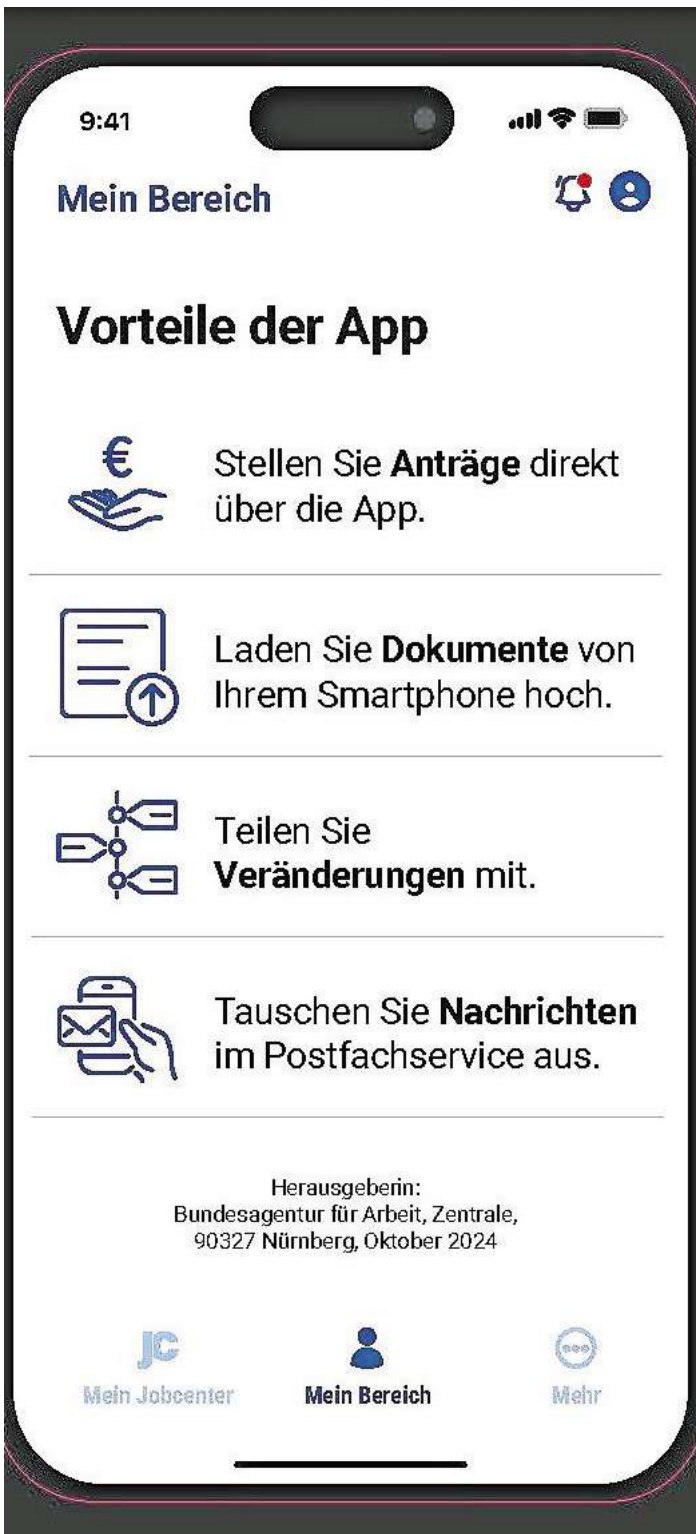 9:41
Mein Bereich
Vorteile der App
€
Stellen Sie Anträge direkt
über die App.
Laden Sie Dokumente von
Ihrem Smartphone hoch.
Teilen Sie
Veränderungen mit.
Tauschen Sie Nachrichten
im Postfachservice aus.
Herausgeberin:
Bundesagentur für Arbeit, Zentrale,
90327 Nürnberg, Oktober 2024
JC
Mein Jobcenter
Mein Bereich
Mehr